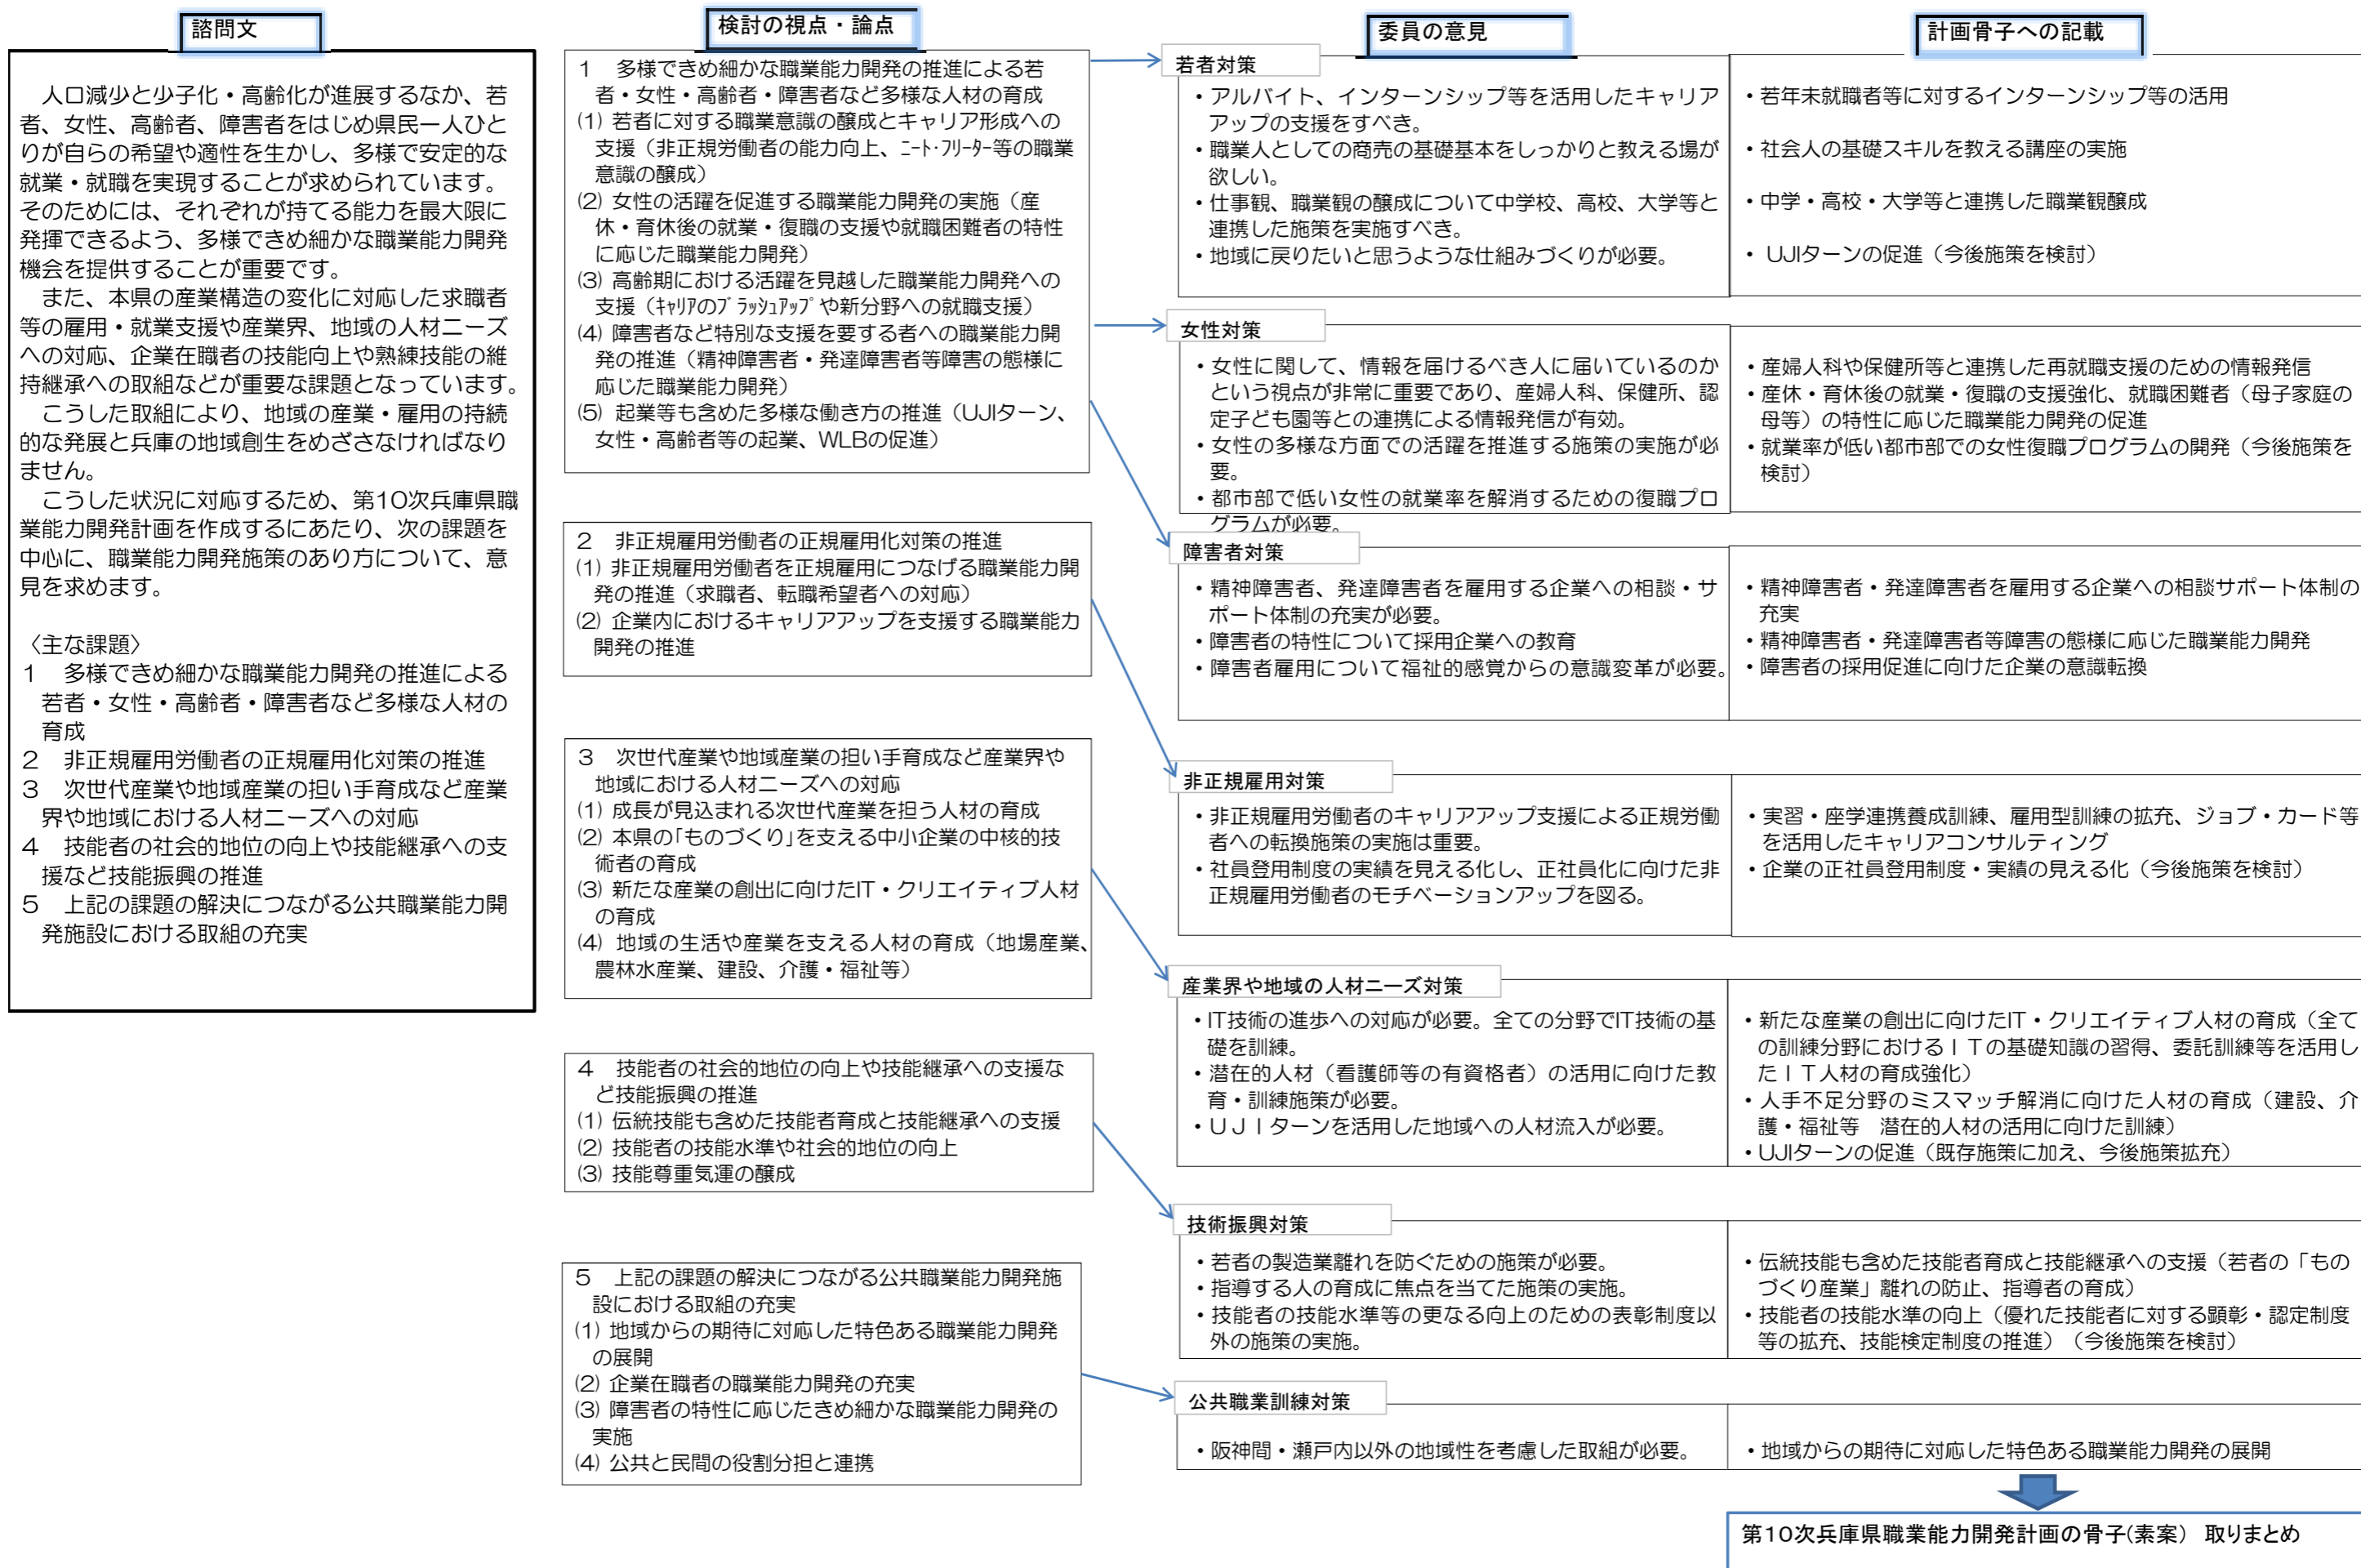 諮問文
人口減少と少子化・高齢化が進展するなか、若
者、女性、高齢者、障害者をはじめ県民一人ひと
りが自らの希望や適性を生かし、多様で安定的な
就業・就職を実現することが求められています。
そのためには、それぞれが持てる能力を最大限に
発揮できるよう、多様できめ細かな職業能力開発
機会を提供することが重要です。
また、本県の産業構造の変化に対応した求職者
等の雇用・就業支援や産業界、地域の人材ニーズ
への対応、企業在職者の技能向上や熟練技能の維
持継承への取組などが重要な課題となっています。
こうした取組により、地域の産業・雇用の持続
的な発展と兵庫の地域創生をめざさなければなり
ません。
こうした状況に対応するため、第10次兵庫県職
業能力開発計画を作成するにあたり、次の課題を
中心に、職業能力開発施策のあり方について、意
見を求めます。
〈主な課題〉
1　多様できめ細かな職業能力開発の推進による
若者・女性・高齢者・障害者など多様な人材の
育成
2　非正規雇用労働者の正規雇用化対策の推進
3　次世代産業や地域産業の担い手育成など産業
界や地域における人材ニーズへの対応
4　技能者の社会的地位の向上や技能継承への支
援など技能振興の推進
5　上記の課題の解決につながる公共職業能力開
発施設における取組の充実
検討の視点・論点
1　多様できめ細かな職業能力開発の推進による若
者・女性・高齢者・障害者など多様な人材の育成
(1) 若者に対する職業意識の醸成とキャリア形成への
支援（非正規労働者の能力向上、ﾆｰﾄ･ﾌﾘｰﾀｰ等の職業
意識の醸成）
(2) 女性の活躍を促進する職業能力開発の実施（産
休・育休後の就業・復職の支援や就職困難者の特性
に応じた職業能力開発）
(3) 高齢期における活躍を見越した職業能力開発への
支援（ｷｬﾘｱのﾌﾞﾗｯｼｭｱｯﾌﾟや新分野への就職支援）
(4) 障害者など特別な支援を要する者への職業能力開
発の推進（精神障害者・発達障害者等障害の態様に
応じた職業能力開発）
(5) 起業等も含めた多様な働き方の推進（UJIターン、
女性・高齢者等の起業、WLBの促進）
2　非正規雇用労働者の正規雇用化対策の推進
(1) 非正規雇用労働者を正規雇用につなげる職業能力開
発の推進（求職者、転職希望者への対応）
(2) 企業内におけるキャリアアップを支援する職業能力
開発の推進
3　次世代産業や地域産業の担い手育成など産業界や
地域における人材ニーズへの対応
(1) 成長が見込まれる次世代産業を担う人材の育成
(2) 本県の「ものづくり」を支える中小企業の中核的技
術者の育成
(3) 新たな産業の創出に向けたIT・クリエイティブ人材
の育成
(4) 地域の生活や産業を支える人材の育成（地場産業、
農林水産業、建設、介護・福祉等）
4　技能者の社会的地位の向上や技能継承への支援な
ど技能振興の推進
(1) 伝統技能も含めた技能者育成と技能継承への支援
(2) 技能者の技能水準や社会的地位の向上
(3) 技能尊重気運の醸成
5　上記の課題の解決につながる公共職業能力開発施
設における取組の充実
(1) 地域からの期待に対応した特色ある職業能力開発
の展開
(2) 企業在職者の職業能力開発の充実
(3) 障害者の特性に応じたきめ細かな職業能力開発の
実施
(4) 公共と民間の役割分担と連携
委員の意見
計画骨子への記載
若者対策
・アルバイト、インターンシップ等を活用したキャリア
アップの支援をすべき。
・職業人としての商売の基礎基本をしっかりと教える場が
欲しい。
・仕事観、職業観の醸成について中学校、高校、大学等と
連携した施策を実施すべき。
・地域に戻りたいと思うような仕組みづくりが必要。
・若年未就職者等に対するインターンシップ等の活用
・社会人の基礎スキルを教える講座の実施
・中学・高校・大学等と連携した職業観醸成
・UJIターンの促進（今後施策を検討）
女性対策
・女性に関して、情報を届けるべき人に届いているのか
という視点が非常に重要であり、産婦人科、保健所、認
定子ども園等との連携による情報発信が有効。
・女性の多様な方面での活躍を推進する施策の実施が必
要。
・都市部で低い女性の就業率を解消するための復職プロ
グラムが必要。
・産婦人科や保健所等と連携した再就職支援のための情報発信
・産休・育休後の就業・復職の支援強化、就職困難者（母子家庭の
母等）の特性に応じた職業能力開発の促進
・就業率が低い都市部での女性復職プログラムの開発（今後施策を
検討）
障害者対策
・精神障害者、発達障害者を雇用する企業への相談・サ
ポート体制の充実が必要。
・障害者の特性について採用企業への教育
・障害者雇用について福祉的感覚からの意識変革が必要。
・精神障害者・発達障害者を雇用する企業への相談サポート体制の
充実
・精神障害者・発達障害者等障害の態様に応じた職業能力開発
・障害者の採用促進に向けた企業の意識転換
非正規雇用対策
・非正規雇用労働者のキャリアアップ支援による正規労働
者への転換施策の実施は重要。
・社員登用制度の実績を見える化し、正社員化に向けた非
正規雇用労働者のモチベーションアップを図る。
・実習・座学連携養成訓練、雇用型訓練の拡充、ジョブ・カード等
を活用したキャリアコンサルティング
・企業の正社員登用制度・実績の見える化（今後施策を検討）
産業界や地域の人材ニーズ対策
・IT技術の進歩への対応が必要。全ての分野でIT技術の基
礎を訓練。
・潜在的人材（看護師等の有資格者）の活用に向けた教
育・訓練施策が必要。
・ＵＪＩターンを活用した地域への人材流入が必要。
・新たな産業の創出に向けたIT・クリエイティブ人材の育成（全て
の訓練分野におけるＩＴの基礎知識の習得、委託訓練等を活用し
たＩＴ人材の育成強化）
・人手不足分野のミスマッチ解消に向けた人材の育成（建設、介
護・福祉等　潜在的人材の活用に向けた訓練）
・UJIターンの促進（既存施策に加え、今後施策拡充）
技術振興対策
・若者の製造業離れを防ぐための施策が必要。
・指導する人の育成に焦点を当てた施策の実施。
・技能者の技能水準等の更なる向上のための表彰制度以
外の施策の実施。
・伝統技能も含めた技能者育成と技能継承への支援（若者の「もの
づくり産業」離れの防止、指導者の育成）
・技能者の技能水準の向上（優れた技能者に対する顕彰・認定制度
等の拡充、技能検定制度の推進）（今後施策を検討）
公共職業訓練対策
・阪神間・瀬戸内以外の地域性を考慮した取組が必要。
・地域からの期待に対応した特色ある職業能力開発の展開
第10次兵庫県職業能力開発計画の骨子(素案)　取りまとめ